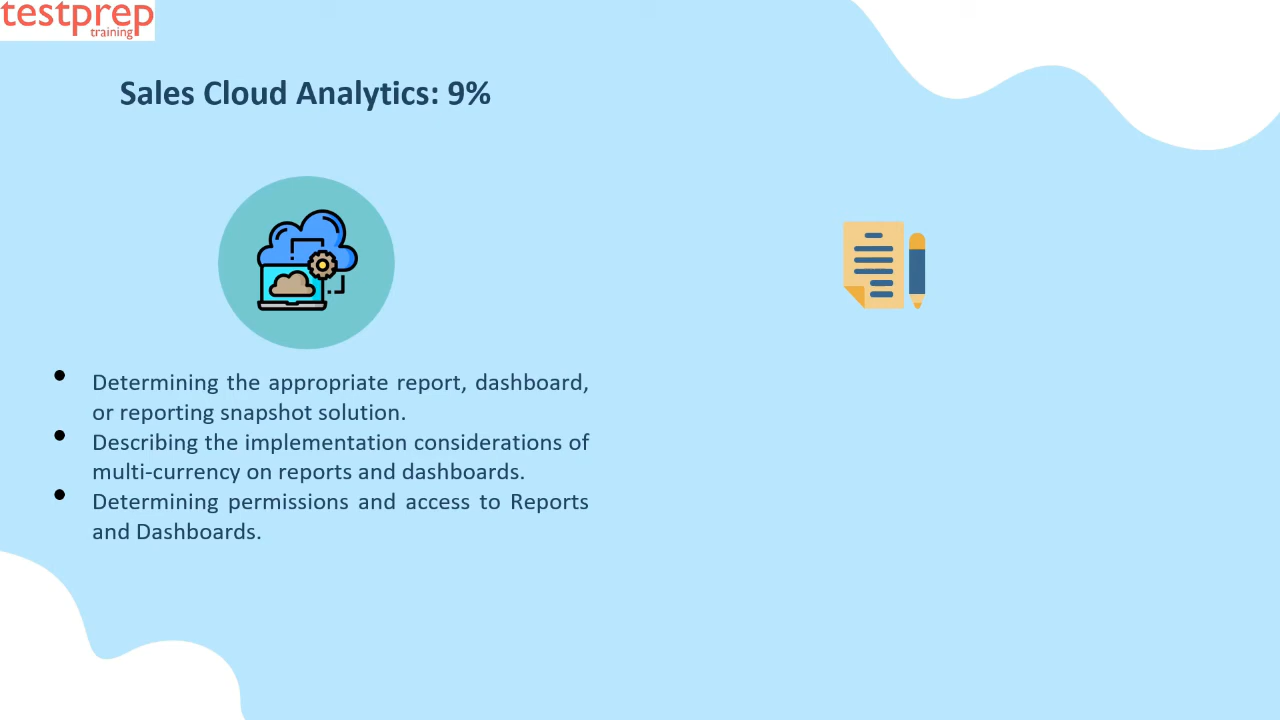 testprep
training
Sales Cloud Analytics: 9%
Determining the appropriate report, dashboard,
or reporting snapshot solution.
Describing the implementation considerations of
multi-currency on reports and dashboards.
Determining permissions and access to Reports
and Dashboards.